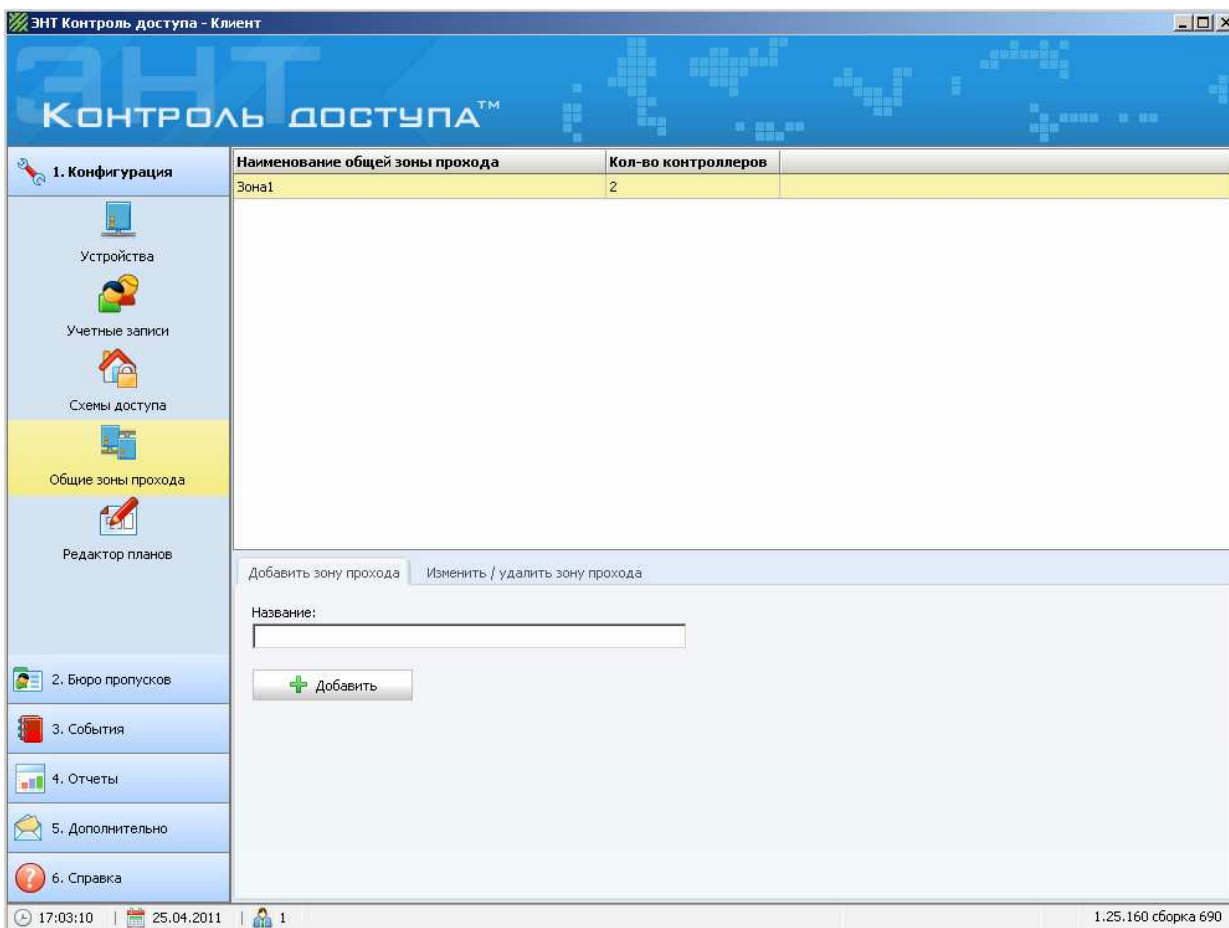 ЭНТ Контроль доступа - Клиент
ЭНТ
Контроль доступа™
1. Конфигурация
Устройства
Учетные записи
Схемы доступа
Общие зоны прохода
Редактор планов
2. Бюро пропусков
3. События
4. Отчеты
5. Дополнительно
6. Справка
Наименование общей зоны прохода Кол-во контроллеров
Зона1 2
Добавить зону прохода Изменить / удалить зону прохода
Название:
Добавить
17:03:10 | 25.04.2011 | 1 1.25.160 сборка 690